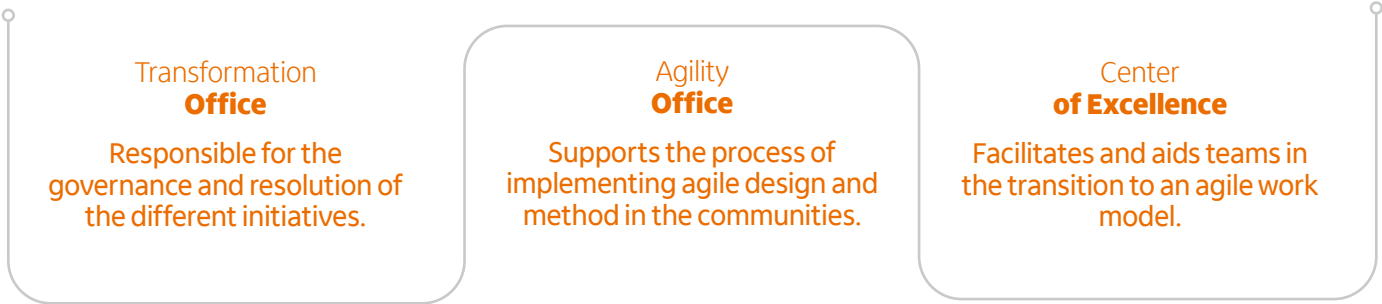 Transformation
Office
Responsible for the
governance and resolution of
the different initiatives.
Agility
Office
Supports the process of
implementing agile design and
method in the communities.
Center
of Excellence
Facilitates and aids teams in
the transition to an agile work
model.